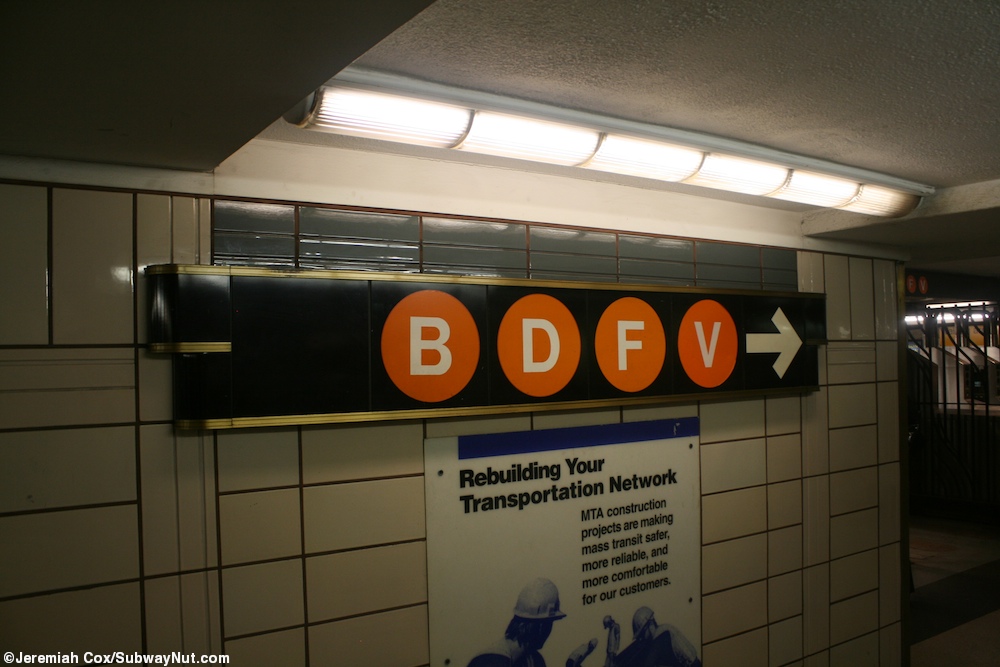 B D F V
Rebuilding Your
Transportation Network
MTA construction
projects are making
mass transit safer,
more reliable, and
more comfortable
for our customers.
©Jeremiah Cox/SubwayNut.com